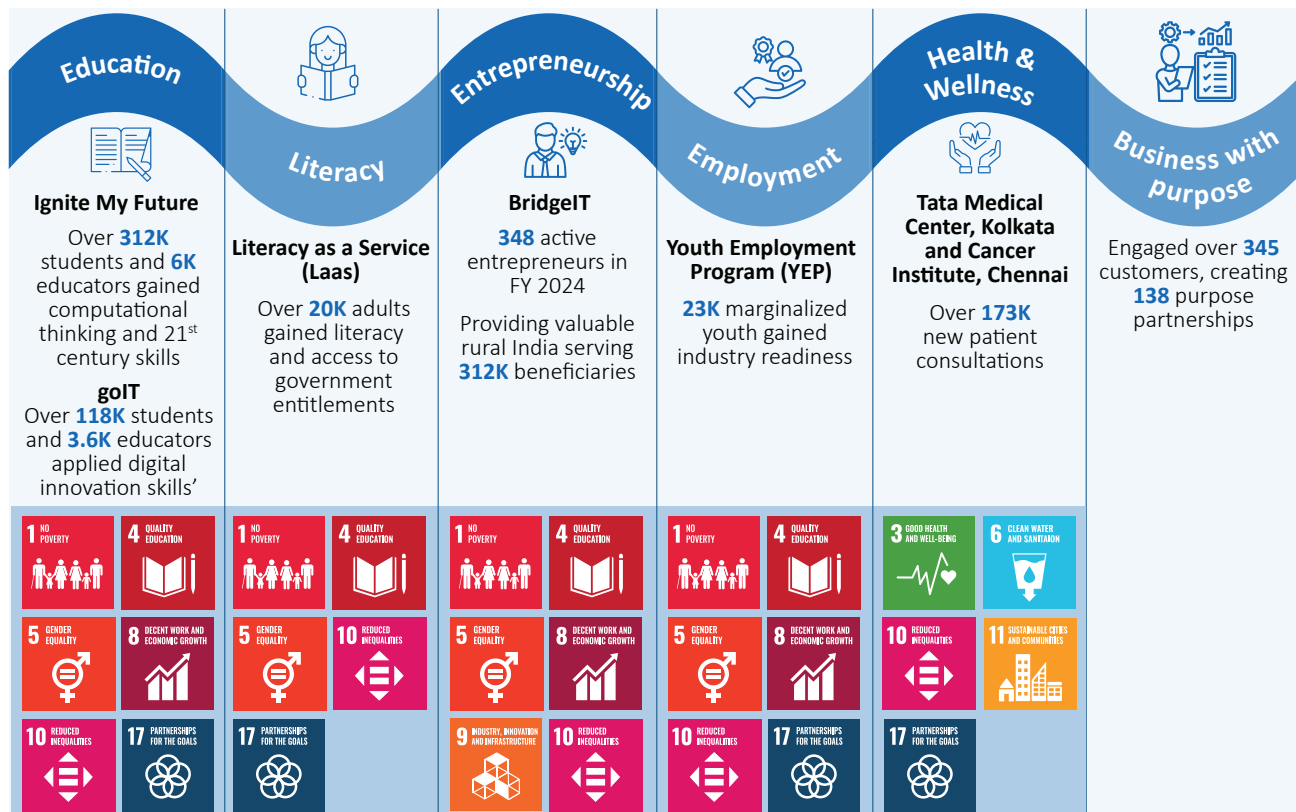 Education
Ignite My Future
Over 312K
students and 6K
educators gained
computational
thinking and 21st
century skills
goIT
Over 118K students
and 3.6K educators
applied digital
innovation skills’
1 NO
POVERTY
4 QUALITY
EDUCATION
5 GENDER
EQUALITY
8 DECENT WORK AND
ECONOMIC GROWTH
10 REDUCED
INEQUALITIES
17 PARTNERSHIPS
FOR THE GOALS
Literacy
Literacy as a Service
(Laas)
Over 20K adults
gained literacy
and access to
government
entitlements
1 NO
POVERTY
4 QUALITY
EDUCATION
5 GENDER
EQUALITY
10 REDUCED
INEQUALITIES
17 PARTNERSHIPS
FOR THE GOALS
Entrepreneurship
BridgeIT
348 active
entrepreneurs in
FY 2024
Providing valuable
rural India serving
312K beneficiaries
1 NO
POVERTY
4 QUALITY
EDUCATION
5 GENDER
EQUALITY
8 DECENT WORK AND
ECONOMIC GROWTH
9 INDUSTRY, INNOVATION
AND INFRASTRUCTURE
10 REDUCED
INEQUALITIES
Employment
Youth Employment
Program (YEP)
23K marginalized
youth gained
industry readiness
1 NO
POVERTY
4 QUALITY
EDUCATION
5 GENDER
EQUALITY
8 DECENT WORK AND
ECONOMIC GROWTH
10 REDUCED
INEQUALITIES
17 PARTNERSHIPS
FOR THE GOALS
Health &
Wellness
Tata Medical
Center, Kolkata
and Cancer
Institute, Chennai
Over 173K
new patient
consultations
3 GOOD HEALTH
AND WELL-BEING
6 CLEAN WATER
AND SANITAION
10 REDUCED
INEQUALITIES
11 SUSTAINABLE CITIES
AND COMMUNITIES
17 PARTNERSHIPS
FOR THE GOALS
Business with
purpose
Engaged over 345
customers, creating
138 purpose
partnerships